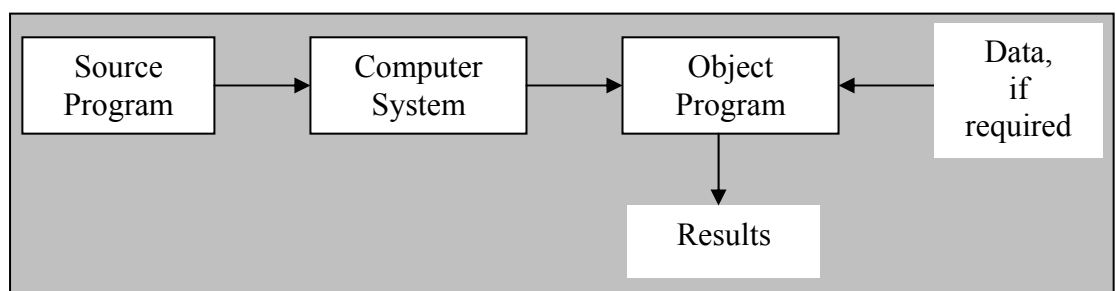 Source
Program
Computer
System
Object
Program
Data,
if
required
Results